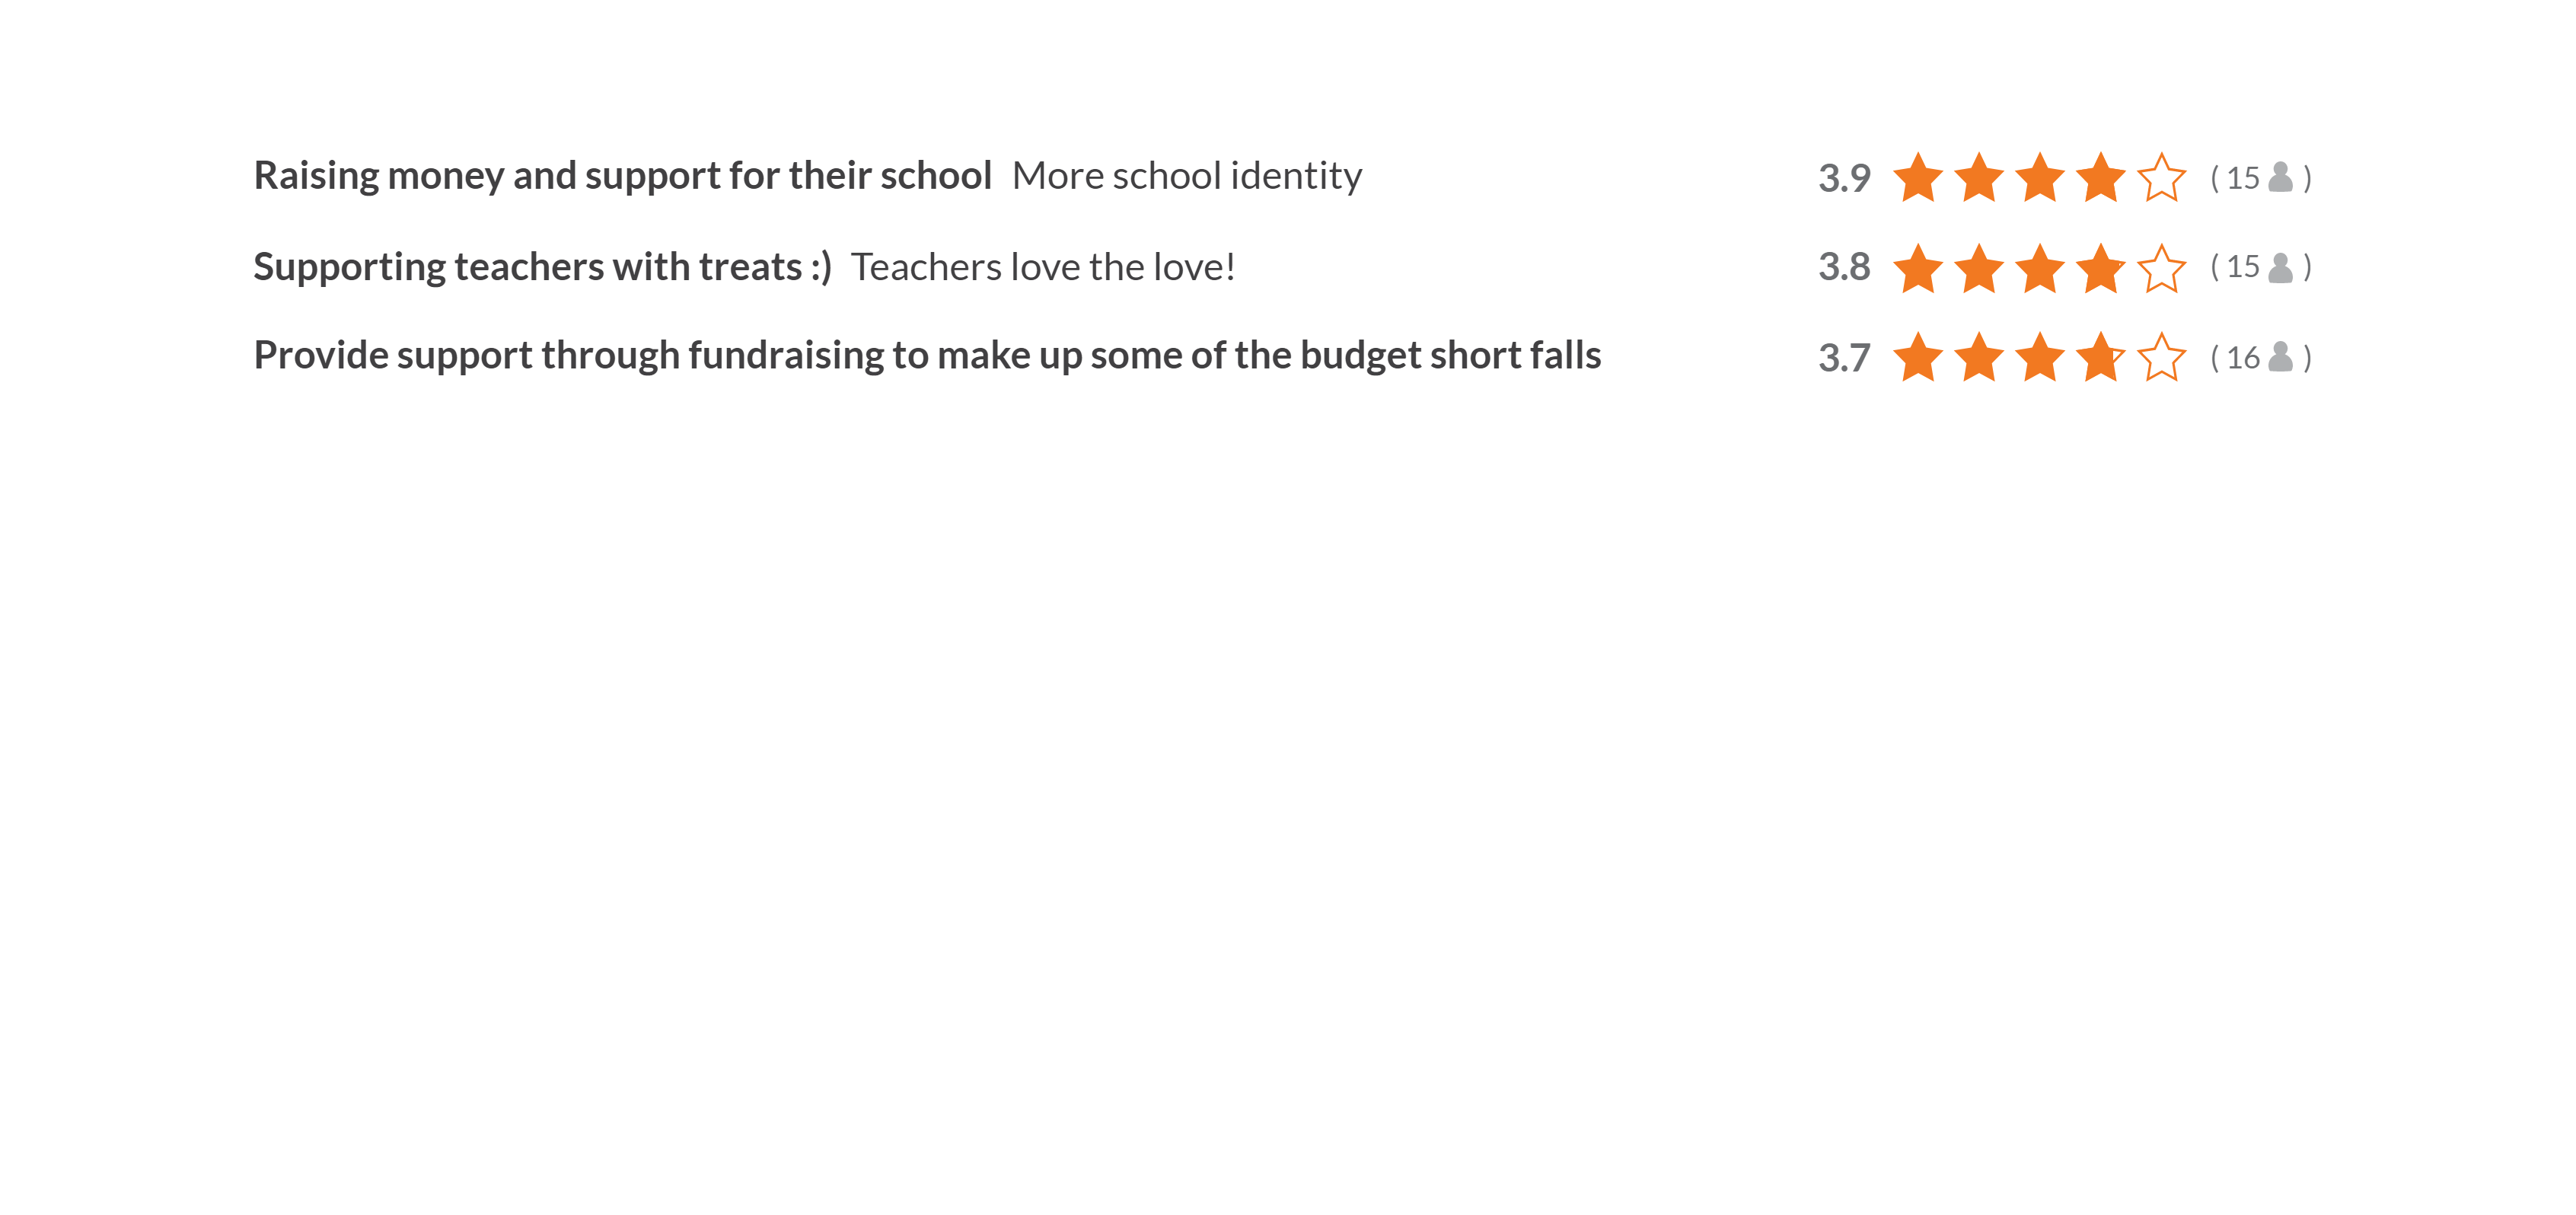 Raising money and support for their school More school identity 3.9 ( 15 )
Supporting teachers with treats :) Teachers love the love! 3.8 ( 15 )
Provide support through fundraising to make up some of the budget short falls 3.7 ( 16 )